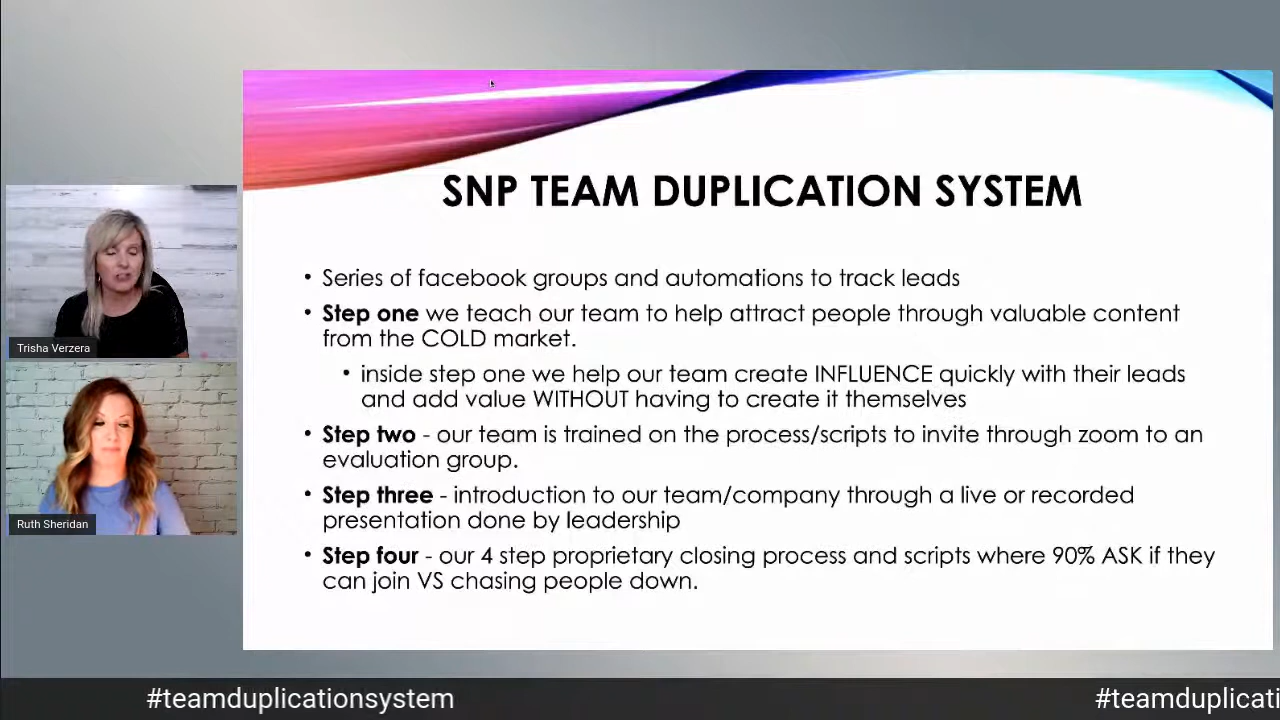 SNP TEAM DUPLICATION SYSTEM
• Series of facebook groups and automations to track leads
• Step one we teach our team to help attract people through valuable content
from the COLD market.
• inside step one we help our team create INFLUENCE quickly with their leads
and add value WITHOUT having to create it themselves
• Step two - our team is trained on the process/scripts to invite through zoom to an
evaluation group.
• Step three - introduction to our team/company through a live or recorded
presentation done by leadership
• Step four - our 4 step proprietary closing process and scripts where 90% ASK if they
can join VS chasing people down.
Trisha Verzera
Ruth Sheridan
#teamduplicationsystem #teamduplicati